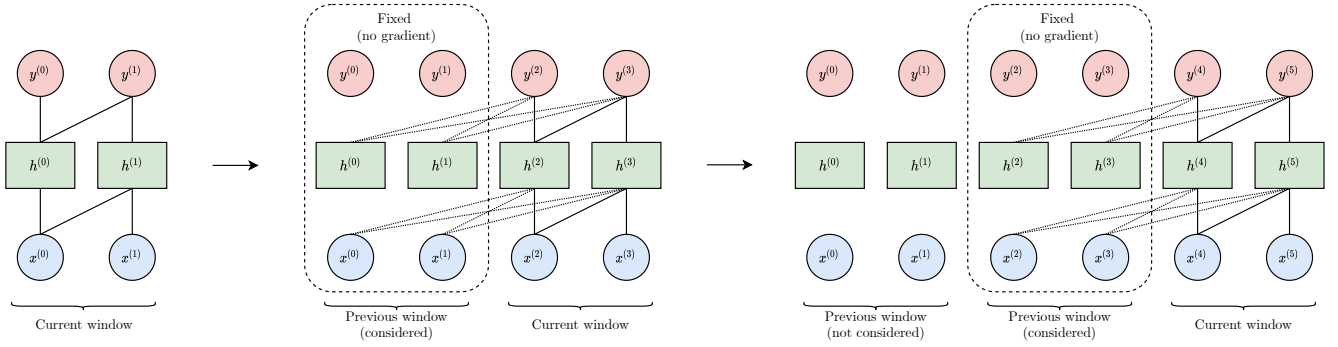 Fixed
(no gradient)
Fixed
(no gradient)
y^(0) y^(1) y^(0) y^(1) y^(2) y^(3) y^(0) y^(1) y^(2) y^(3) y^(4) y^(5)
h^(0) h^(1) h^(0) h^(1) h^(2) h^(3) h^(0) h^(1) h^(2) h^(3) h^(4) h^(5)
x^(0) x^(1) x^(0) x^(1) x^(2) x^(3) x^(0) x^(1) x^(2) x^(3) x^(4) x^(5)
Current window
Previous window
(considered)
Current window
Previous window
(not considered)
Previous window
(considered)
Current window